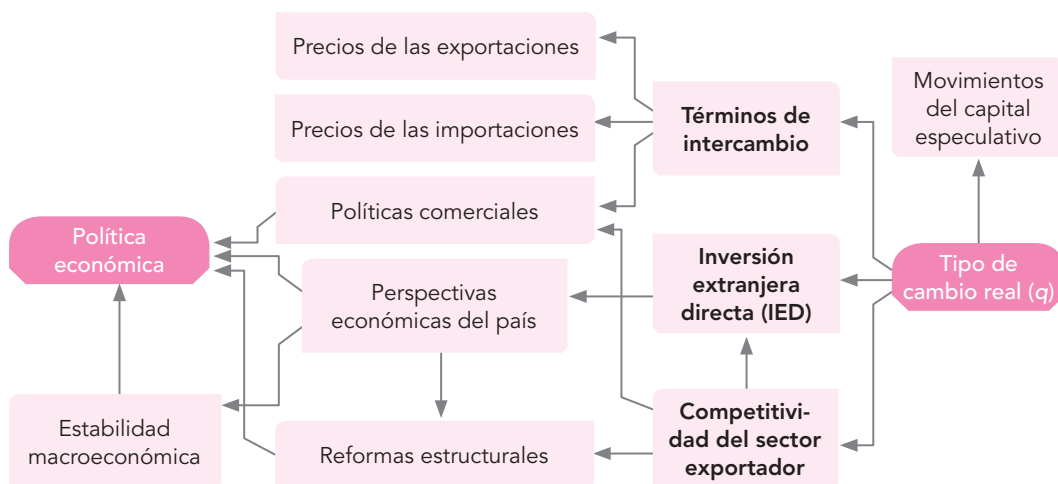 Precios de las exportaciones
Precios de las importaciones
Políticas comerciales
Política
económica
Perspectivas
económicas del país
Estabilidad
macroeconómica
Reformas estructurales
Términos de
intercambio
Inversión
extranjera
directa (IED)
Competitivi-
dad del sector
exportador
Movimientos
del capital
especulativo
Tipo de
cambio real (q)